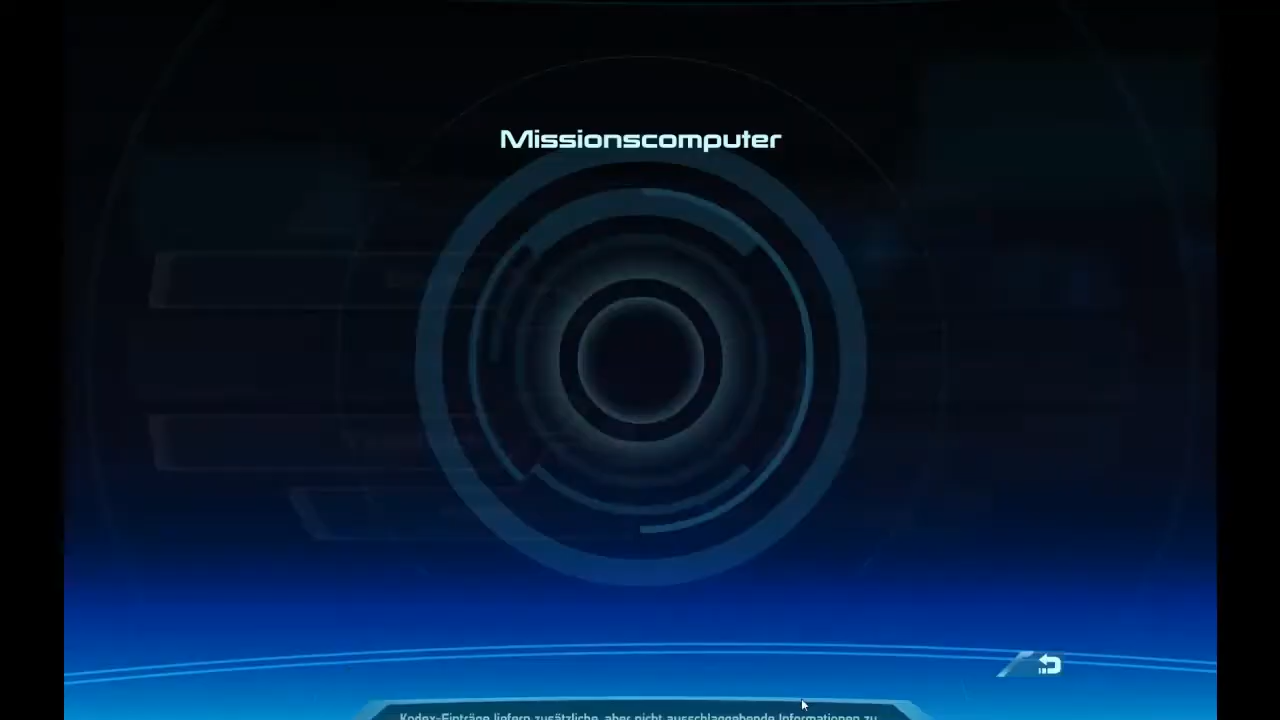 Missionscomputer
Kodex-Einträge liefern zusätzliche, aber nicht ausschlaggebende Informationen zu